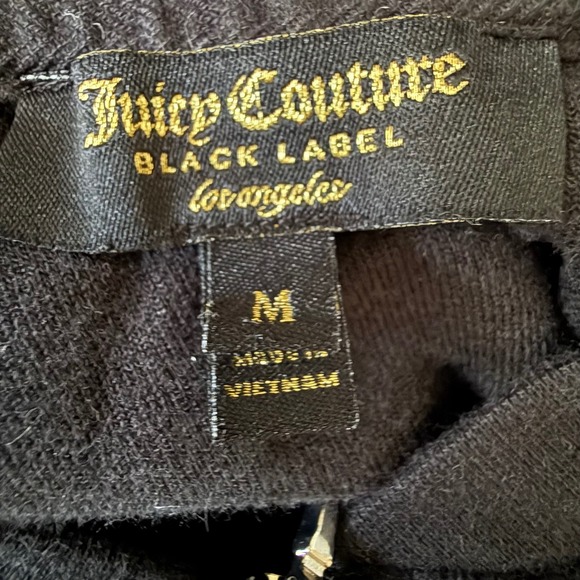 Juicy Couture
BLACK LABEL
los angeles
M
MADE IN
VIETNAM